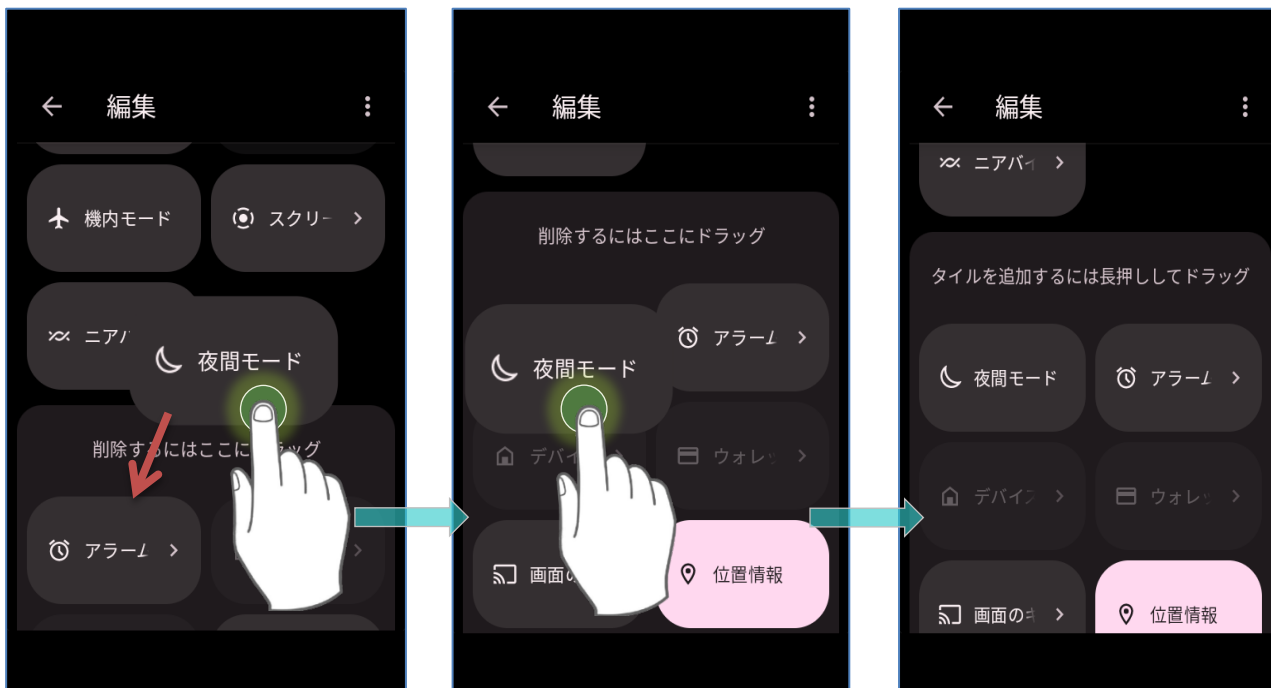 編集
機内モード
スクリー
ニアバ
夜間モード
削除するにはここにドラッグ
アラーム
編集
削除するにはここにドラッグ
アラーム
夜間モード
デバイ
ウォレッ
画面の
位置情報
編集
ニアバイ
タイルを追加するには長押ししてドラッグ
夜間モード
アラーム
デバイス
ウォレッ
画面のキ
位置情報